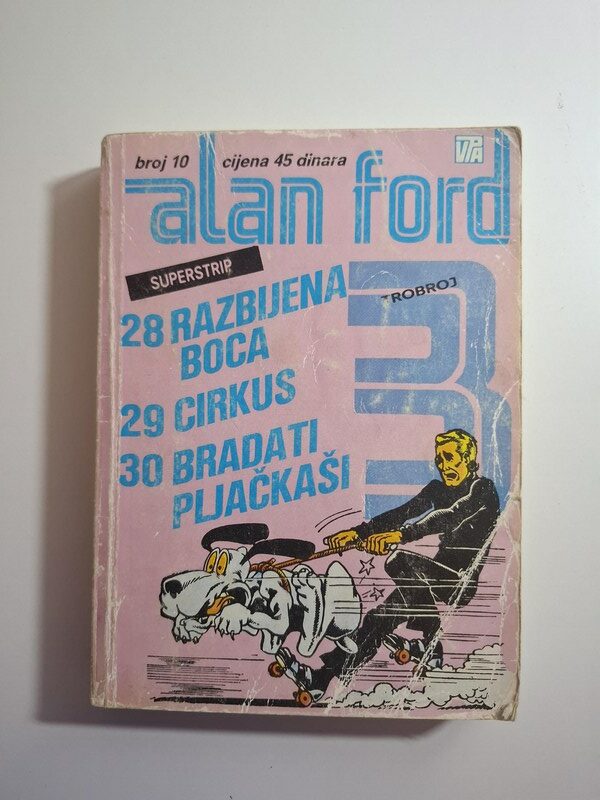 broj 10 cijena 45 dinara
VPA
alan ford
SUPERSTRIP
TROBROJ
3
28 RAZBIJENA
BOCA
29 CIRKUS
30 BRADATI
PLJAČKAŠI